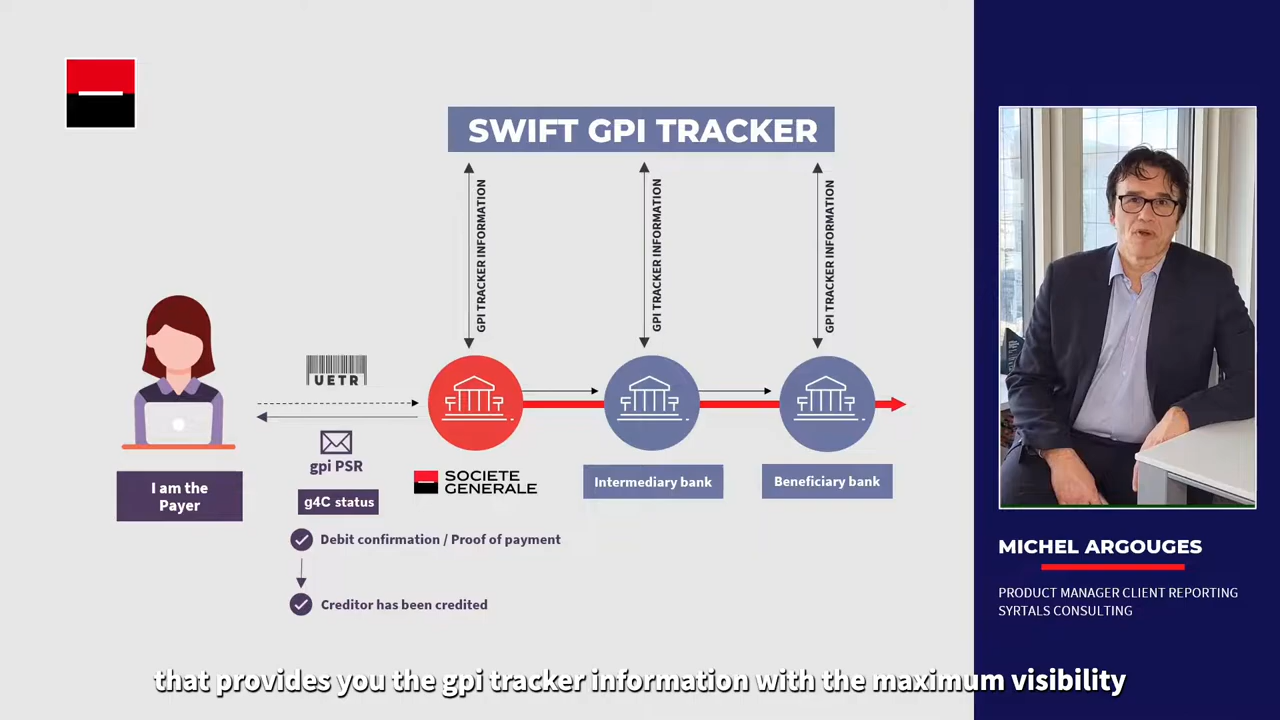 SWIFT GPI TRACKER
GPI TRACKER INFORMATION
GPI TRACKER INFORMATION
GPI TRACKER INFORMATION
UETR
gpi PSR
I am the
Payer
g4C status
SOCIETE
GENERALE
Intermediary bank
Beneficiary bank
Debit confirmation / Proof of payment
Creditor has been credited
MICHEL ARGOUGES
PRODUCT MANAGER CLIENT REPORTING
SYRTALS CONSULTING
that provides you the gpi tracker information with the maximum visibility